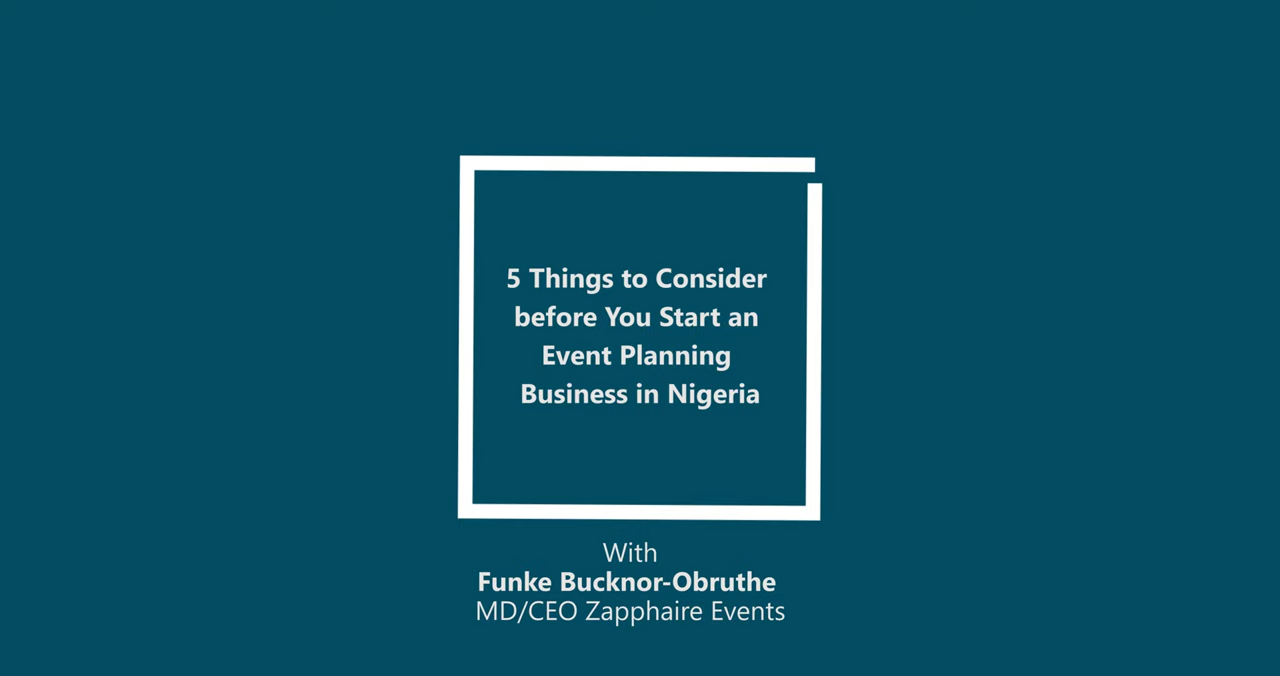 5 Things to Consider
before You Start an
Event Planning
Business in Nigeria
With
Funke Bucknor-Obruthe
MD/CEO Zapphaire Events